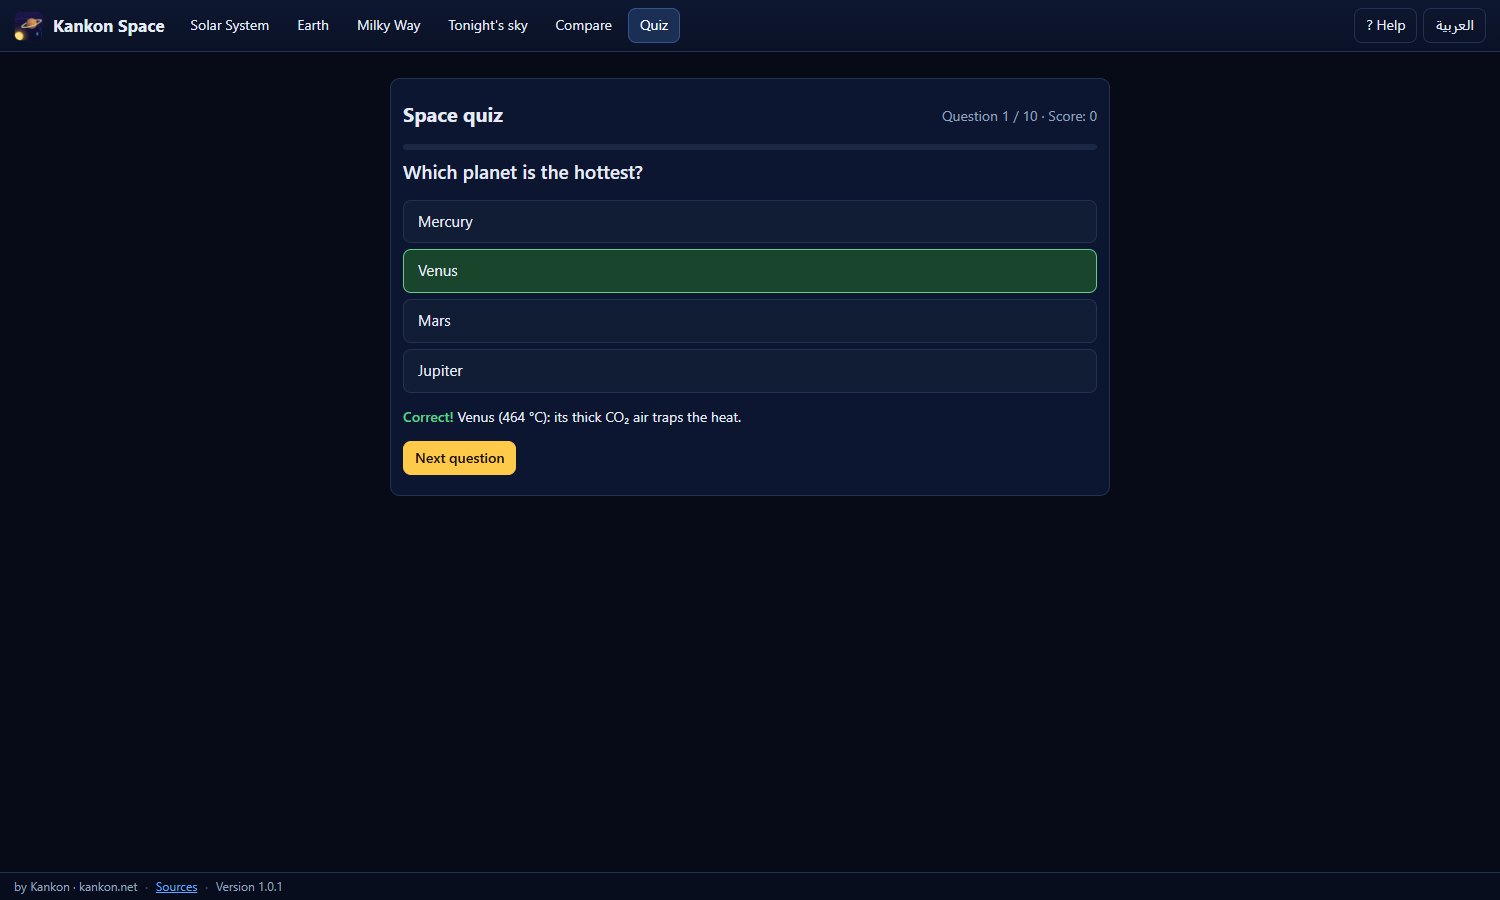 Kankon Space
Solar System
Earth
Milky Way
Tonight's sky
Compare
Quiz
? Help
العربية
Space quiz
Question 1 / 10 · Score: 0
Which planet is the hottest?
Mercury
Venus
Mars
Jupiter
Correct! Venus (464 °C): its thick CO₂ air traps the heat.
Next question
by Kankon · kankon.net · Sources · Version 1.0.1